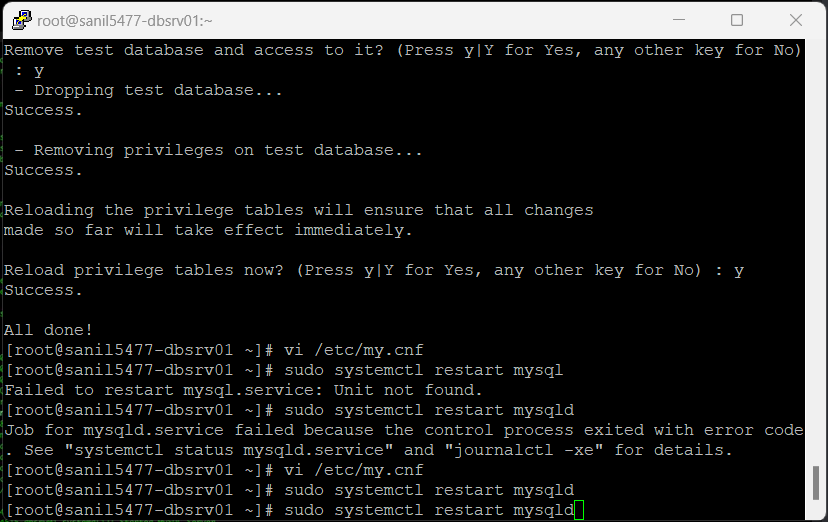 root@sanil5477-dbsrv01:~
Remove test database and access to it? (Press y|Y for Yes, any other key for No)
 : y
 - Dropping test database...
Success.
 - Removing privileges on test database...
Success.
Reloading the privilege tables will ensure that all changes
made so far will take effect immediately.
Reload privilege tables now? (Press y|Y for Yes, any other key for No) : y
Success.
All done!
[root@sanil5477-dbsrv01 ~]# vi /etc/my.cnf
[root@sanil5477-dbsrv01 ~]# sudo systemctl restart mysql
Failed to restart mysql.service: Unit not found.
[root@sanil5477-dbsrv01 ~]# sudo systemctl restart mysqld
Job for mysqld.service failed because the control process exited with error code
. See "systemctl status mysqld.service" and "journalctl -xe" for details.
[root@sanil5477-dbsrv01 ~]# vi /etc/my.cnf
[root@sanil5477-dbsrv01 ~]# sudo systemctl restart mysqld
[root@sanil5477-dbsrv01 ~]# sudo systemctl restart mysqld